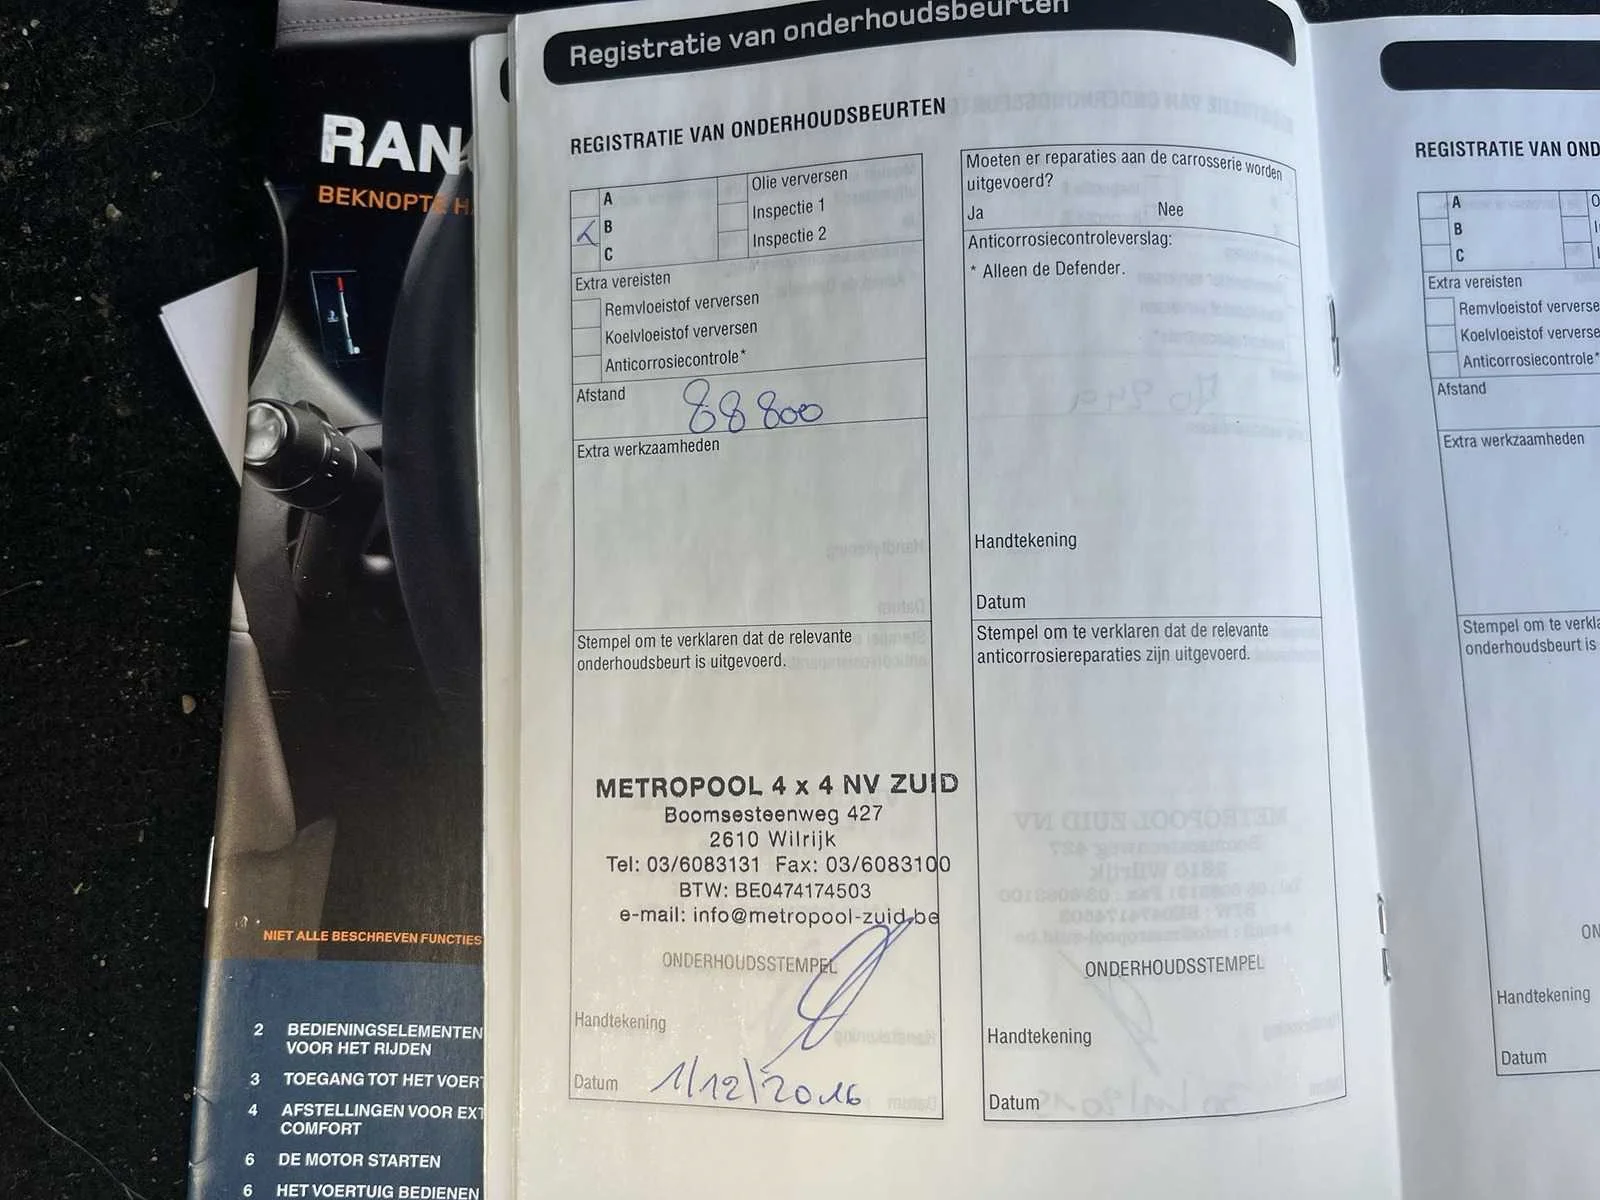 Registratie van onderhoudsbeurten
REGISTRATIE VAN ONDERHOUDSBEURTEN
A
B
C
Olie verversen
Inspectie 1
Inspectie 2
Extra vereisten
Remvloeistof verversen
Koelvloeistof verversen
Anticorrosiecontrole*
Afstand
88800
Extra werkzaamheden
Stempel om te verklaren dat de relevante
onderhoudsbeurt is uitgevoerd.
METROPOOL 4 x 4 NV ZUID
Boomsesteenweg 427
2610 Wilrijk
Tel: 03/6083131 Fax: 03/6083100
BTW: BE0474174503
e-mail: info@metropool-zuid.be
ONDERHOUDSSTEMPEL
Handtekening
Datum 1/12/2016
Moeten er reparaties aan de carrosserie worden
uitgevoerd?
Ja Nee
Anticorrosiecontroleverslag:
* Alleen de Defender.
Handtekening
Datum
Stempel om te verklaren dat de relevante
anticorrosiereparaties zijn uitgevoerd.
ONDERHOUDSSTEMPEL
Handtekening
Datum
REGISTRATIE VAN OND
A
B
C
Extra vereisten
Remvloeistof ververse
Koelvloeistof ververse
Anticorrosiecontrole*
Afstand
Extra werkzaamheden
Stempel om te verkla
onderhoudsbeurt is
ON
Handtekening
Datum
RAN
BEKNOPTE H
NIET ALLE BESCHREVEN FUNCTIES
2 BEDIENINGSELEMENTEN
VOOR HET RIJDEN
3 TOEGANG TOT HET VOERT
4 AFSTELLINGEN VOOR EXT
COMFORT
6 DE MOTOR STARTEN
6 HET VOERTUIG BEDIENEN